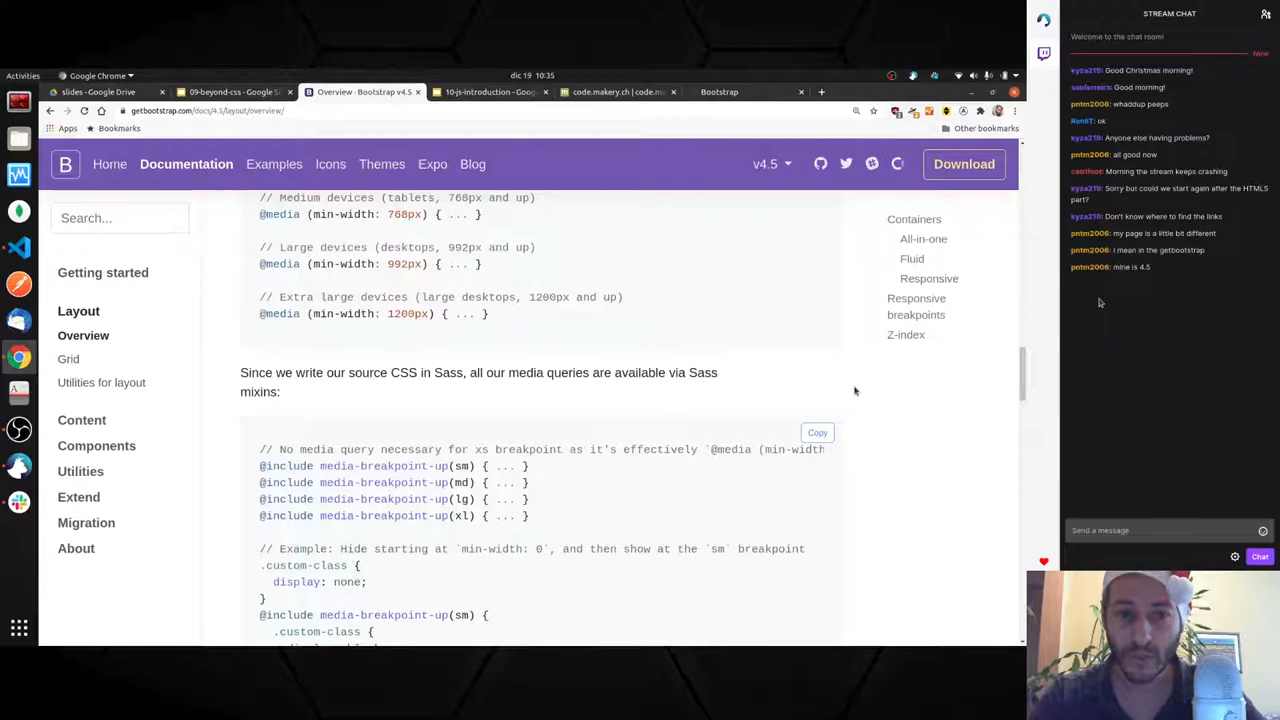 STREAM CHAT
Welcome to the chat room!
New
kyza219: Good Christmas morning!
Good morning!
pntm2006: whaddup peeps
RaniIT: ok
kyza219: Anyone else having problems?
pntm2006: all good now
Morning the stream keeps crashing
kyza219: Sorry but could we start again after the HTML5
part?
kyza219: Don't know where to find the links
pntm2006: my page is a little bit different
pntm2006: I mean in the getbootstrap
pntm2006: mine is 4.5
Send a message
Chat
Activities
Google Chrome
dic 19 10:35
slides - Google Drive
09-beyond-css - Google S
Overview · Bootstrap v4.5
10-js-introduction - Goog
code.makery.ch | code.ma
Bootstrap
getbootstrap.com/docs/4.5/layout/overview/
Apps
Bookmarks
Other bookmarks
B
Home
Documentation
Examples
Icons
Themes
Expo
Blog
v4.5
Download
Search...
Getting started
Layout
Overview
Grid
Utilities for layout
Content
Components
Utilities
Extend
Migration
About
// Medium devices (tablets, 768px and up)
@media (min-width: 768px) { ... }
// Large devices (desktops, 992px and up)
@media (min-width: 992px) { ... }
// Extra large devices (large desktops, 1200px and up)
@media (min-width: 1200px) { ... }
Since we write our source CSS in Sass, all our media queries are available via Sass
mixins:
Copy
// No media query necessary for xs breakpoint as it's effectively `@media (min-width
@include media-breakpoint-up(sm) { ... }
@include media-breakpoint-up(md) { ... }
@include media-breakpoint-up(lg) { ... }
@include media-breakpoint-up(xl) { ... }
// Example: Hide starting at `min-width: 0`, and then show at the `sm` breakpoint
.custom-class {
display: none;
}
@include media-breakpoint-up(sm) {
.custom-class {
Containers
All-in-one
Fluid
Responsive
Responsive
breakpoints
Z-index